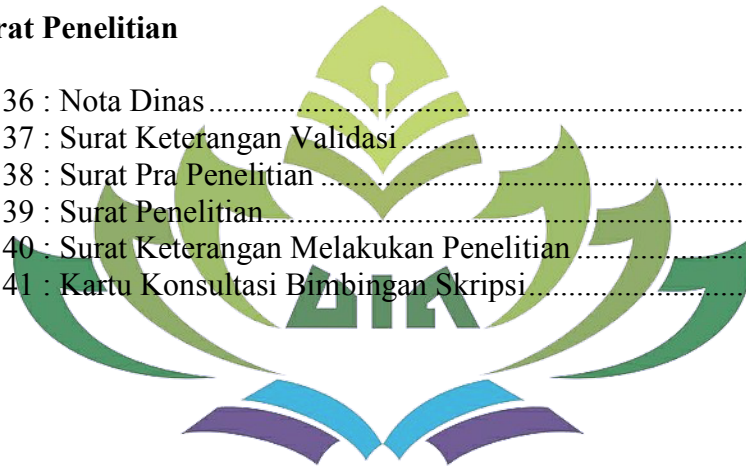 rat Penelitian
36 : Nota Dinas................................................................................
37 : Surat Keterangan Validasi....................................................
38 : Surat Pra Penelitian................................................................
39 : Surat Penelitian........................................................................
40 : Surat Keterangan Melakukan Penelitian.........................
41 : Kartu Konsultasi Bimbingan Skripsi.................................